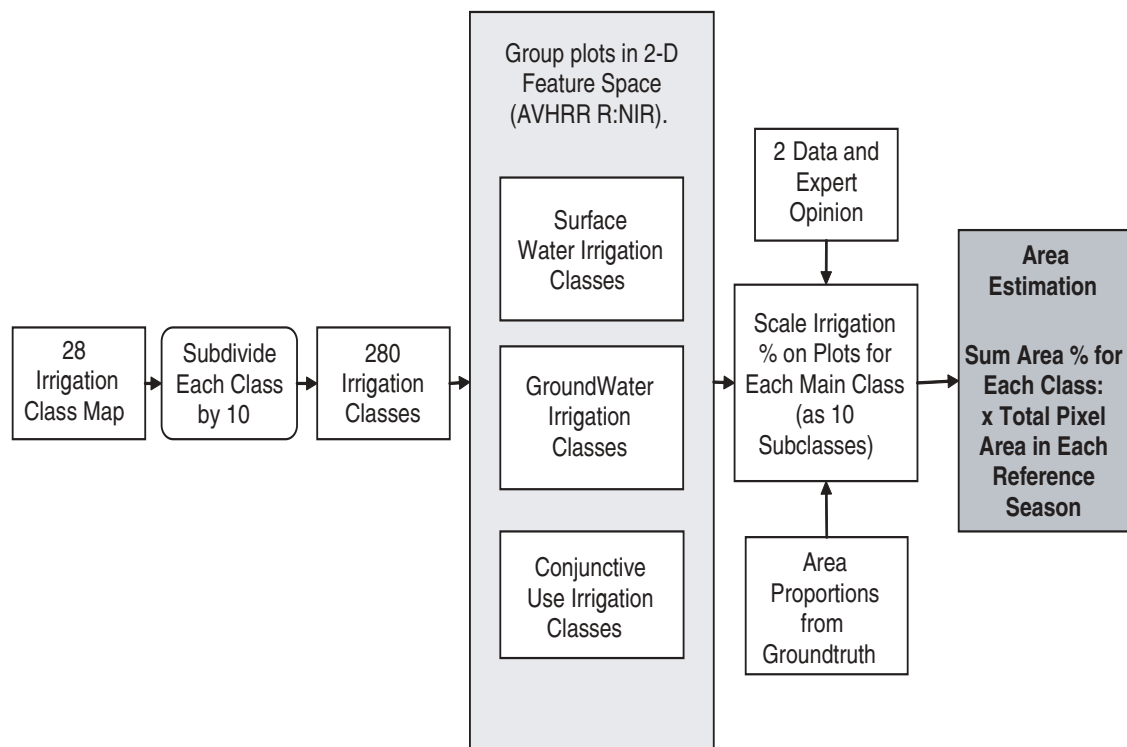 28
Irrigation
Class Map
Subdivide
Each Class
by 10
280
Irrigation
Classes
Group plots in 2-D
Feature Space
(AVHRR R:NIR).
Surface
Water Irrigation
Classes
GroundWater
Irrigation
Classes
Conjunctive
Use Irrigation
Classes
2 Data and
Expert
Opinion
Scale Irrigation
% on Plots for
Each Main Class
(as 10
Subclasses)
Area
Proportions
from
Groundtruth
Area
Estimation
Sum Area % for
Each Class:
x Total Pixel
Area in Each
Reference
Season